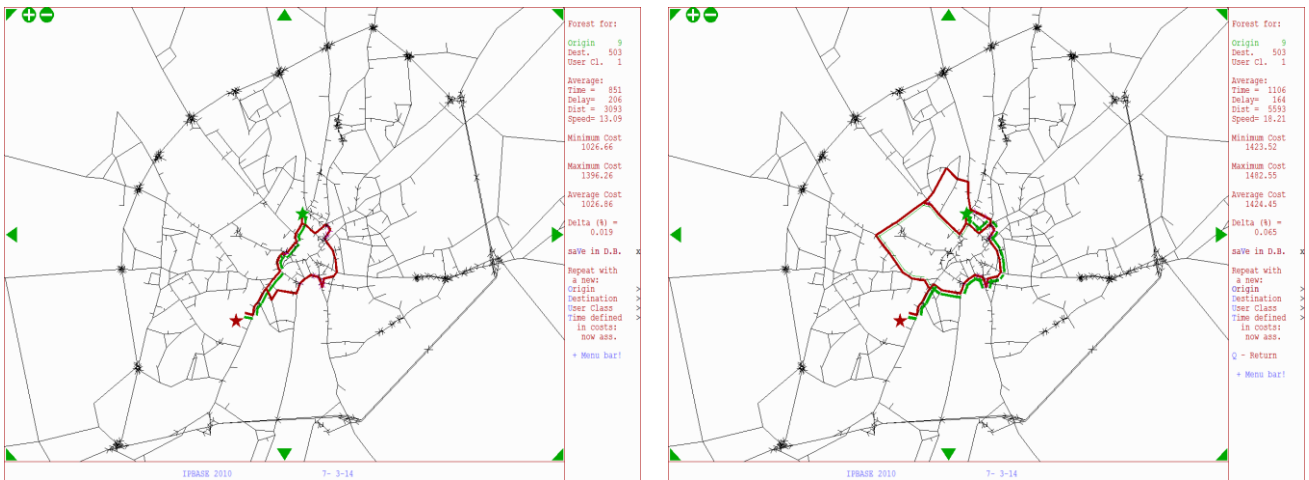 Forest for:
Origin 9
Dest. 503
User Cl. 1
Average:
Time = 851
Delay= 206
Dist = 3093
Speed= 13.09
Minimum Cost
1026.66
Maximum Cost
1396.26
Average Cost
1026.86
Delta (%) =
0.019
saVe in D.B. x
Repeat with
a new:
Origin >
Destination >
User Class >
Time defined >
in costs:
now ass.
+ Menu bar!
IPBASE 2010 7- 3-14
Forest for:
Origin 9
Dest. 503
User Cl. 1
Average:
Time = 1106
Delay= 164
Dist = 5593
Speed= 18.21
Minimum Cost
1423.52
Maximum Cost
1482.55
Average Cost
1424.45
Delta (%) =
0.065
saVe in D.B. x
Repeat with
a new:
Origin >
Destination >
User Class >
Time defined >
in costs:
now ass.
Q - Return
+ Menu bar!
IPBASE 2010 7- 3-14